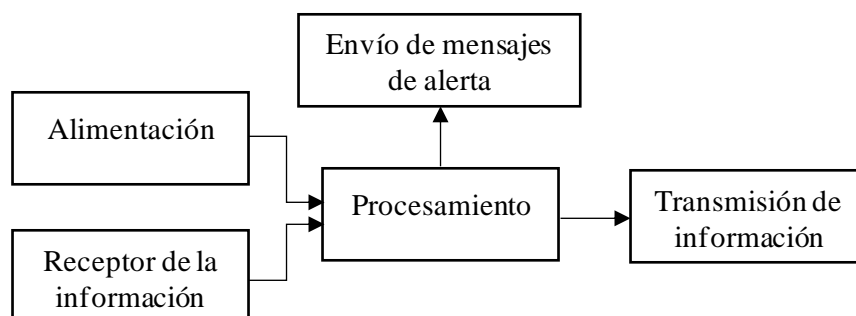 Envío de mensajes
de alerta
Alimentación
Procesamiento
Transmisión de
información
Receptor de la
información